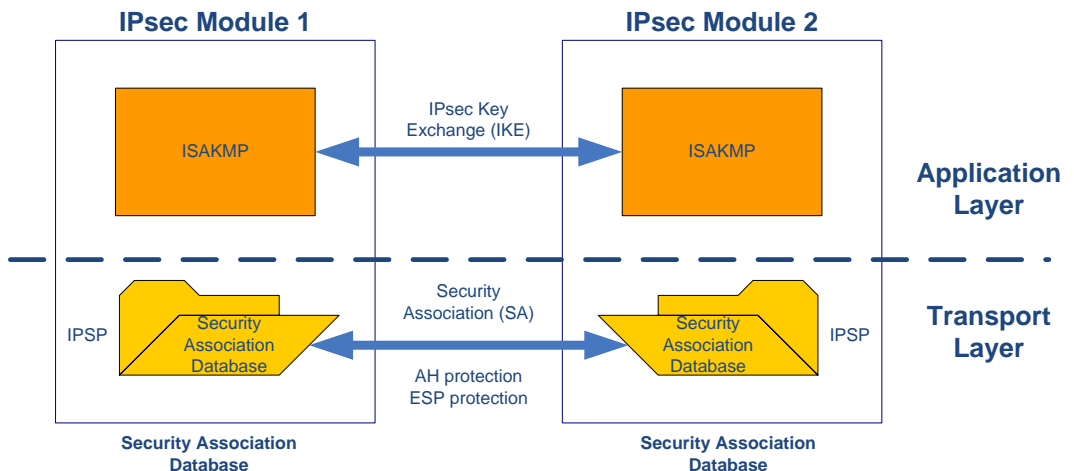 IPsec Module 1
IPsec Module 2
IPsec Key
Exchange (IKE)
ISAKMP
ISAKMP
Application
Layer
Security
Association (SA)
IPSP
Security
Association
Database
Security
Association
Database
IPSP
Transport
Layer
AH protection
ESP protection
Security Association
Database
Security Association
Database